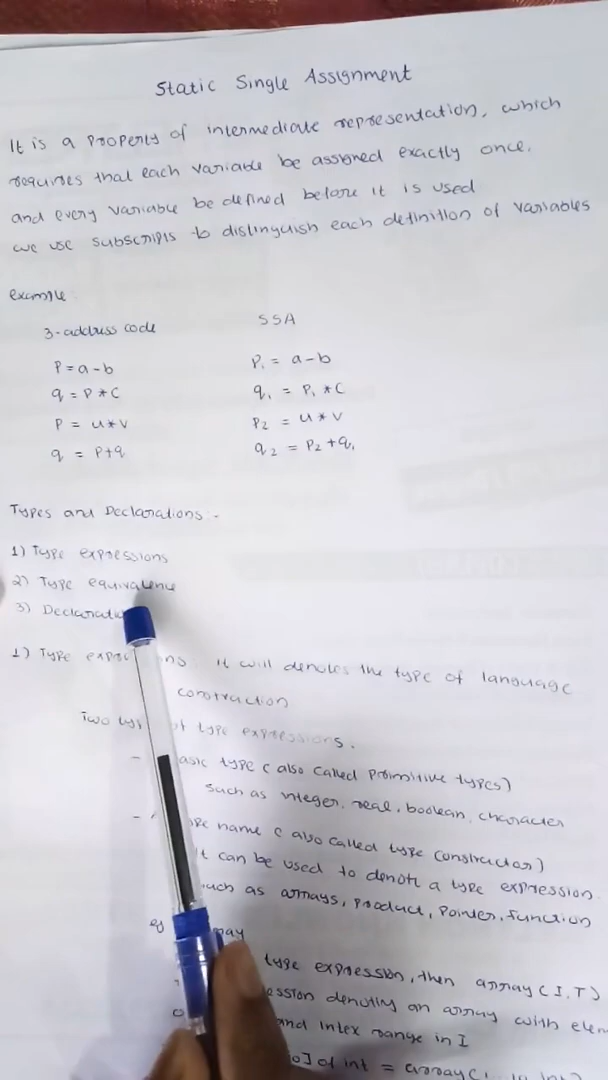 Static Single Assignment
It is a Property of intermediate representation, which
requires that each variable be assigned exactly once.
and every variable be defined before it is used
we use subscripts to distinguish each definition of variables
example:
3-address code SSA
P = a - b P₁ = a - b
q = P * C q₁ = P₁ * C
P = u * v P₂ = u * v
q = P + q q₂ = P₂ + q₁
Types and Declarations -
1) Type expressions
2) Type equivalence
3)
1) Type it will denotes the type of language
construction
Two type expressions.
- type ( also called primitive types)
such as integer, real, boolean, character
- name ( also called type constructor)
it can be used to denote a type expression
such as arrays, Product, Pointer, function
eg
type expression, then array ( I, T )
denoting an array with
and intex range in I
of int = array (